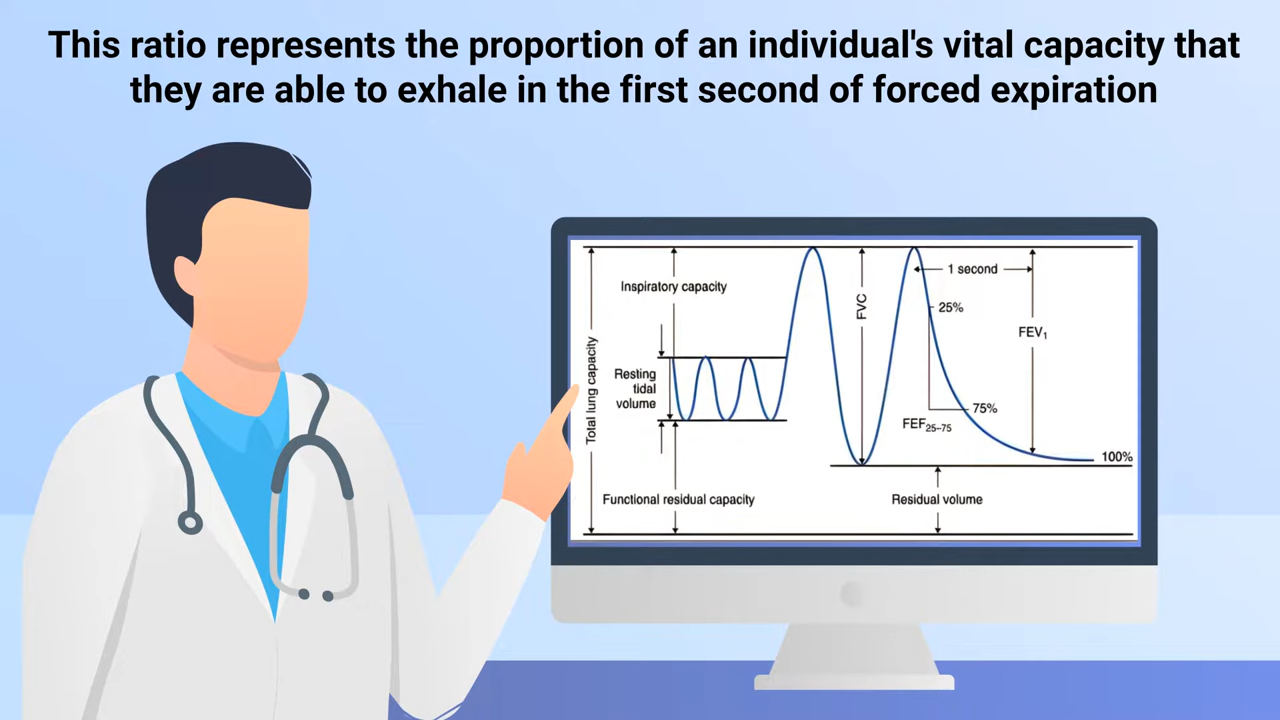 This ratio represents the proportion of an individual's vital capacity that
they are able to exhale in the first second of forced expiration
Inspiratory capacity
1 second
25%
FVC
FEV1
Total lung capacity
Resting
tidal
volume
75%
FEF25–75
100%
Functional residual capacity
Residual volume